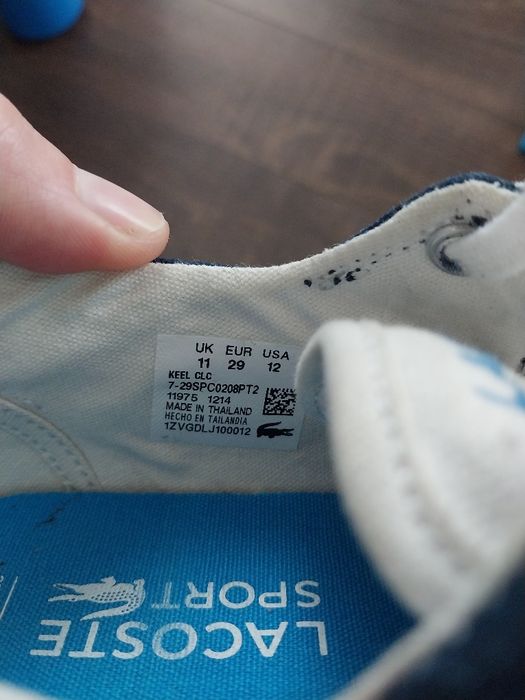 UK EUR USA
11 29 12
KEEL CLC
7-29SPC0208PT2
11975 1214
MADE IN THAILAND
HECHO EN TAILANDIA
1ZVGDLJ100012
LACOSTE
SPORT